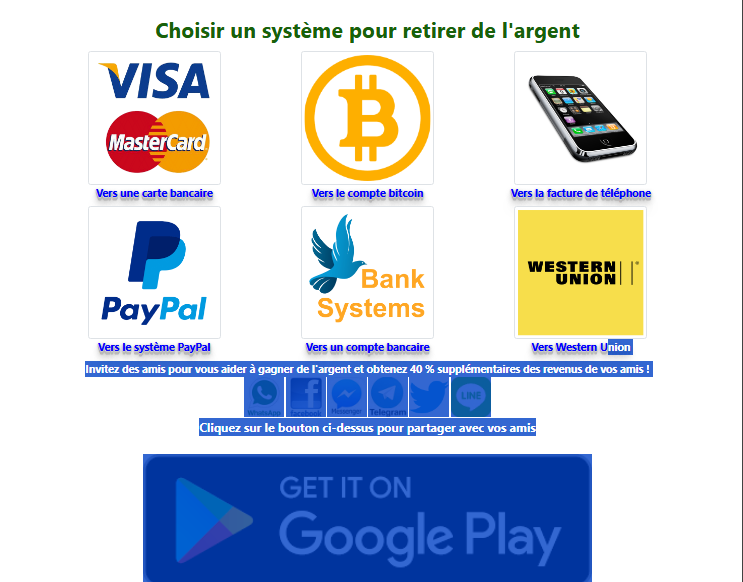 Choisir un système pour retirer de l'argent
VISA
MasterCard
Vers une carte bancaire
Vers le compte bitcoin
Vers la facture de téléphone
PayPal
Bank
Systems
WESTERN
UNION
Vers le système PayPal
Vers un compte bancaire
Vers Western Union
Invitez des amis pour vous aider à gagner de l'argent et obtenez 40 % supplémentaires des revenus de vos amis !
WhatsApp
facebook
Messenger
Telegram
LINE
Cliquez sur le bouton ci-dessus pour partager avec vos amis
GET IT ON
Google Play